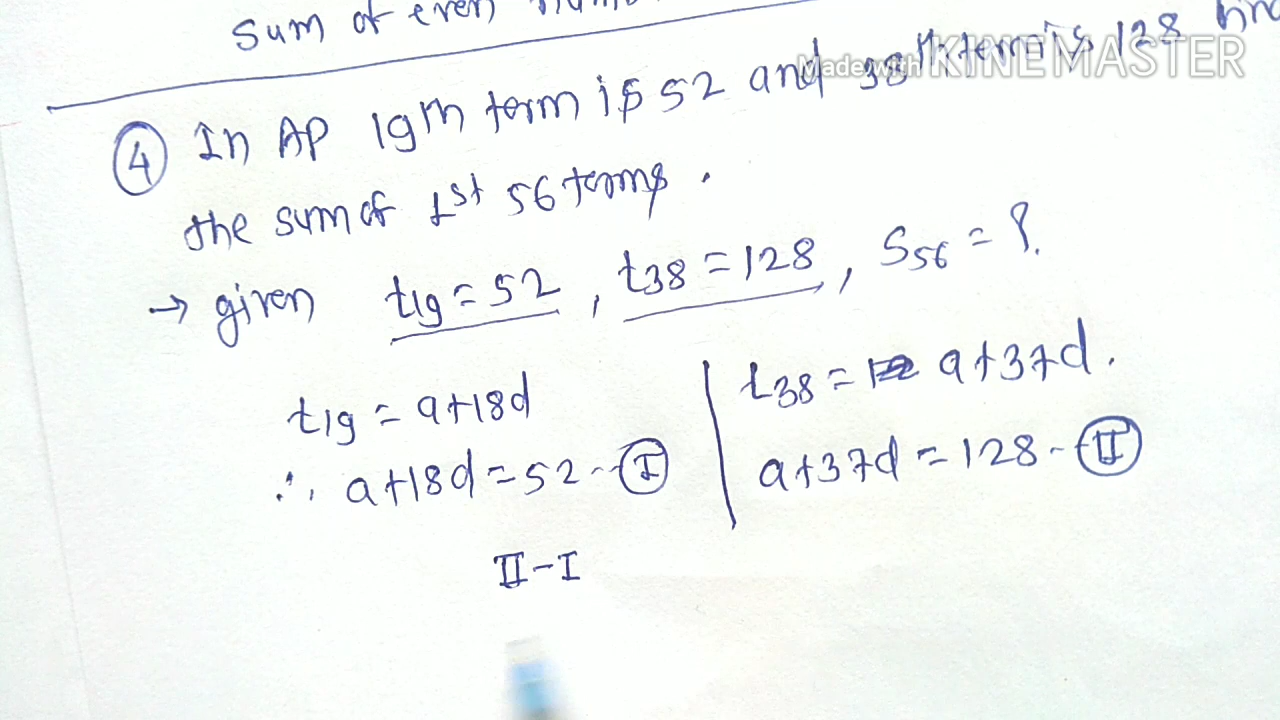 Sum of even
Made with KINEMASTER
④ In AP 19th term is 52 and 38th term is 128 find
the sum of 1st 56 terms.
→ given t19 = 52, t38 = 128, S56 = ?
t19 = a+18d
∴ a+18d = 52 -- Ⓘ
t38 = a+37d.
a+37d = 128 -- Ⓘ Ⓘ
II - I